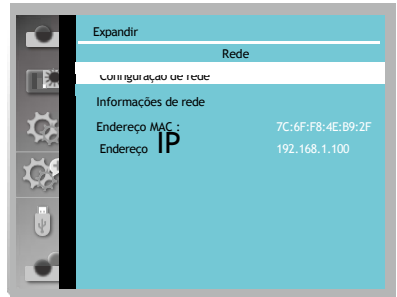 Expandir
Rede
Configuração de rede
Informações de rede
Endereço MAC : 7C:6F:F8:4E:B9:2F
Endereço IP 192.168.1.100